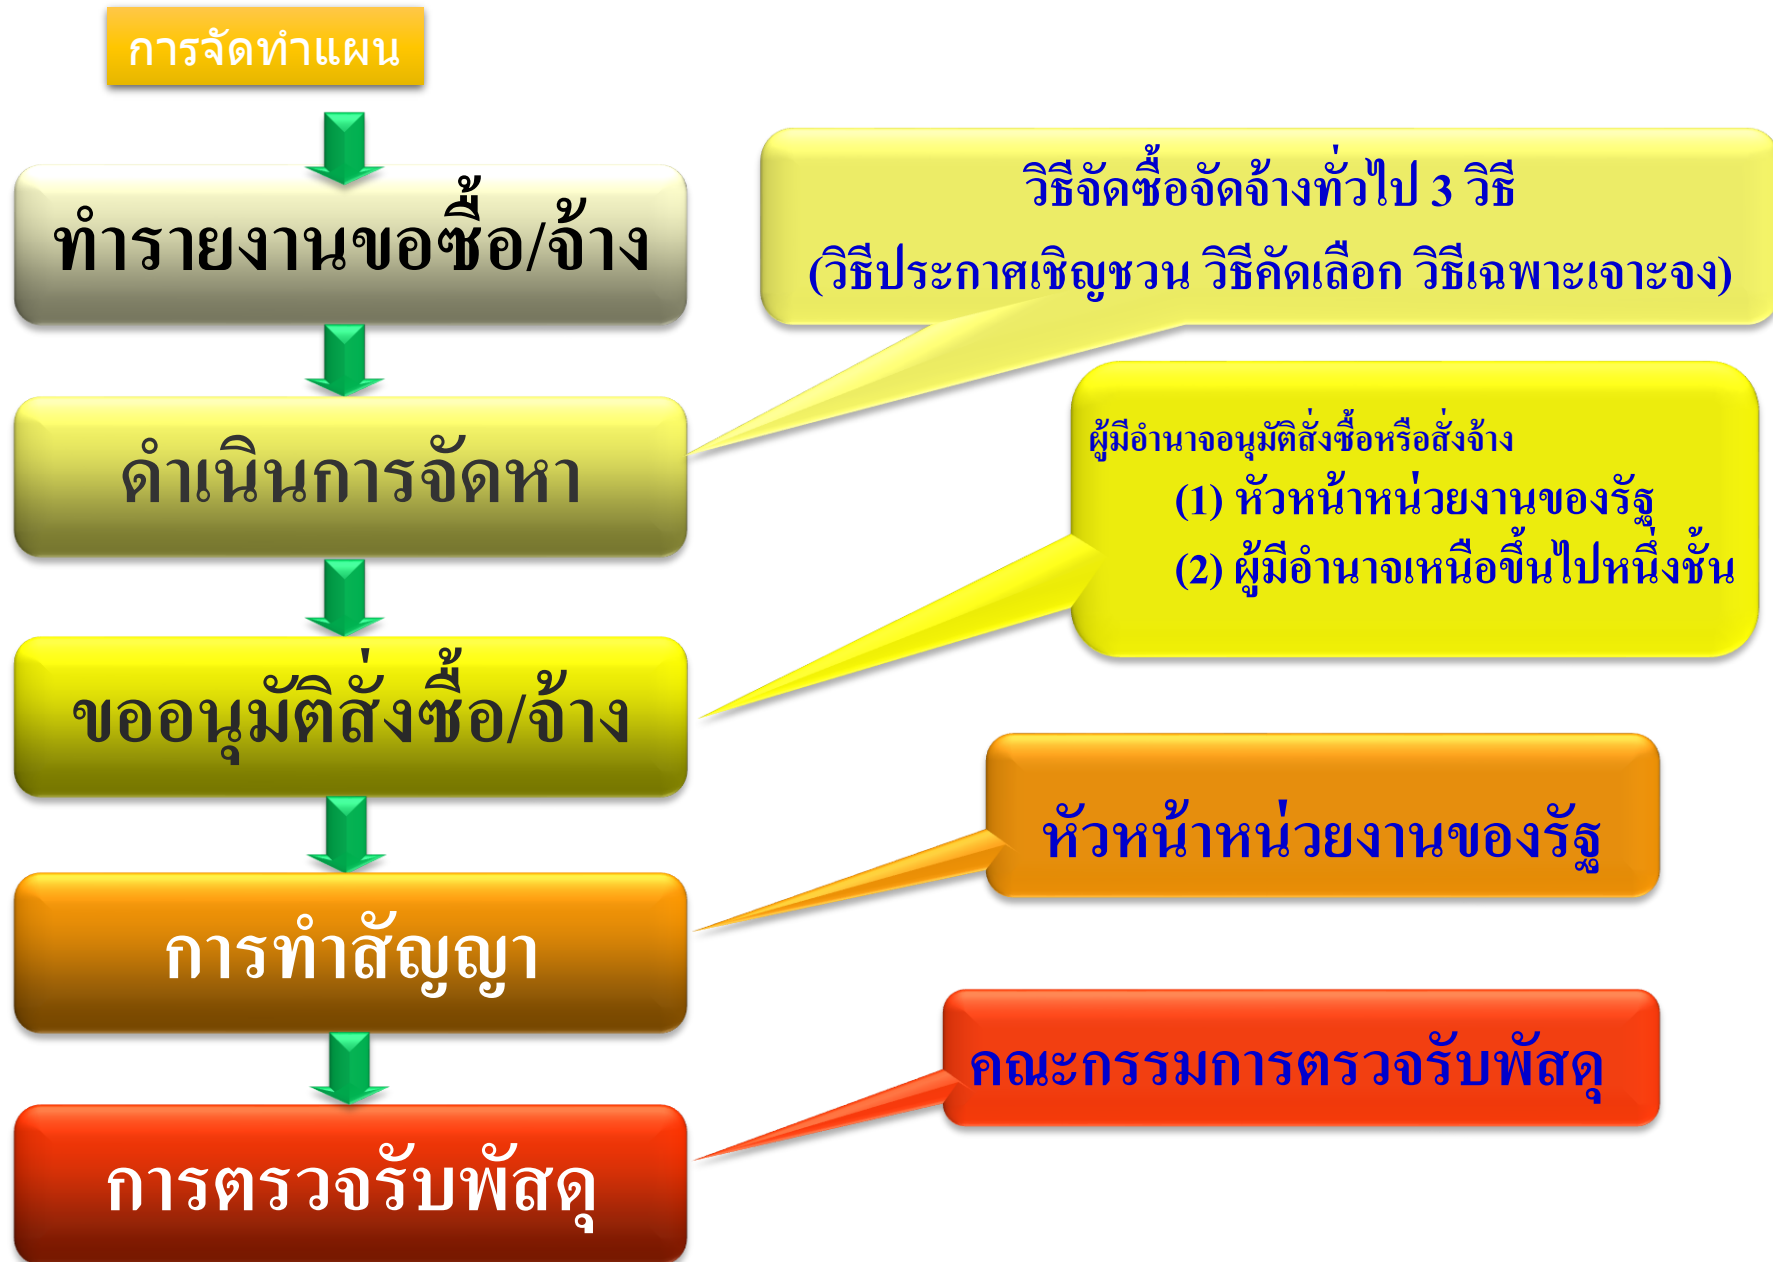 การจัดทำแผน
ทำรายงานขอซื้อ/จ้าง
วิธีจัดซื้อจัดจ้างทั่วไป 3 วิธี
(วิธีประกาศเชิญชวน วิธีคัดเลือก วิธีเฉพาะเจาะจง)
ดำเนินการจัดหา
ผู้มีอำนาจอนุมัติสั่งซื้อหรือสั่งจ้าง
(1) หัวหน้าหน่วยงานของรัฐ
(2) ผู้มีอำนาจเหนือขึ้นไปหนึ่งชั้น
ขออนุมัติสั่งซื้อ/จ้าง
หัวหน้าหน่วยงานของรัฐ
การทำสัญญา
คณะกรรมการตรวจรับพัสดุ
การตรวจรับพัสดุ